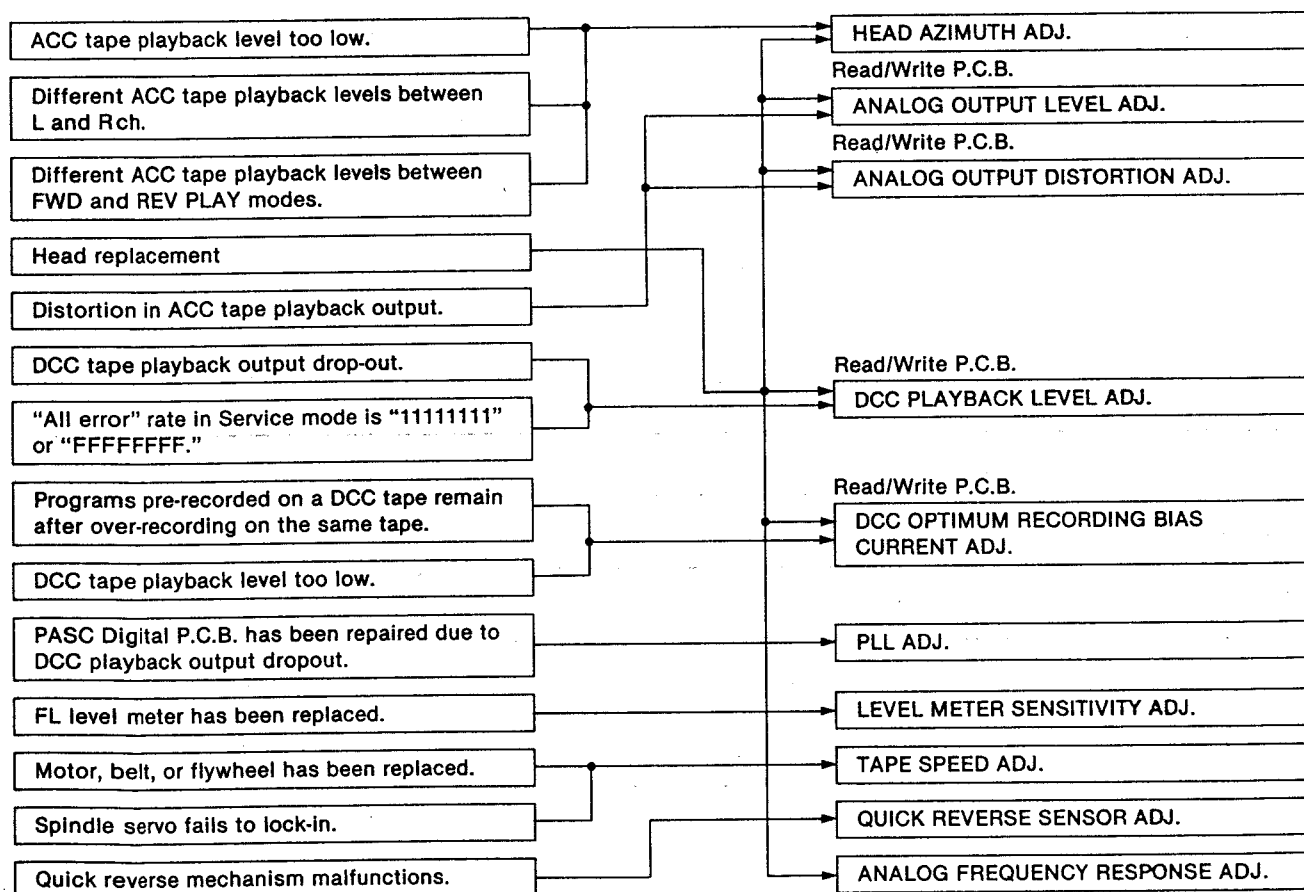 ACC tape playback level too low.
Different ACC tape playback levels between
L and Rch.
Different ACC tape playback levels between
FWD and REV PLAY modes.
Head replacement
Distortion in ACC tape playback output.
DCC tape playback output drop-out.
"All error" rate in Service mode is "11111111"
or "FFFFFFFF."
Programs pre-recorded on a DCC tape remain
after over-recording on the same tape.
DCC tape playback level too low.
PASC Digital P.C.B. has been repaired due to
DCC playback output dropout.
FL level meter has been replaced.
Motor, belt, or flywheel has been replaced.
Spindle servo fails to lock-in.
Quick reverse mechanism malfunctions.
HEAD AZIMUTH ADJ.
Read/Write P.C.B.
ANALOG OUTPUT LEVEL ADJ.
Read/Write P.C.B.
ANALOG OUTPUT DISTORTION ADJ.
Read/Write P.C.B.
DCC PLAYBACK LEVEL ADJ.
Read/Write P.C.B.
DCC OPTIMUM RECORDING BIAS
CURRENT ADJ.
PLL ADJ.
LEVEL METER SENSITIVITY ADJ.
TAPE SPEED ADJ.
QUICK REVERSE SENSOR ADJ.
ANALOG FREQUENCY RESPONSE ADJ.